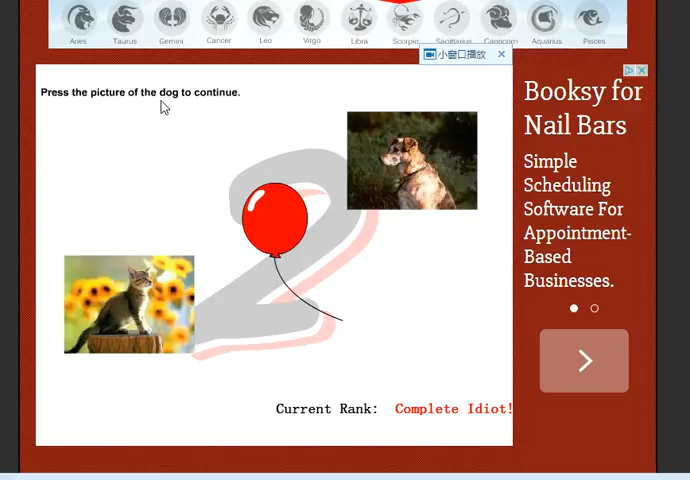 Aries Taurus Gemini Cancer Leo Virgo Libra Scorpio Sagittarius Capricorn Aquarius Pisces
小窗口播放
Press the picture of the dog to continue.
2
Current Rank: Complete Idiot!
Booksy for
Nail Bars
Simple
Scheduling
Software For
Appointment-
Based
Businesses.